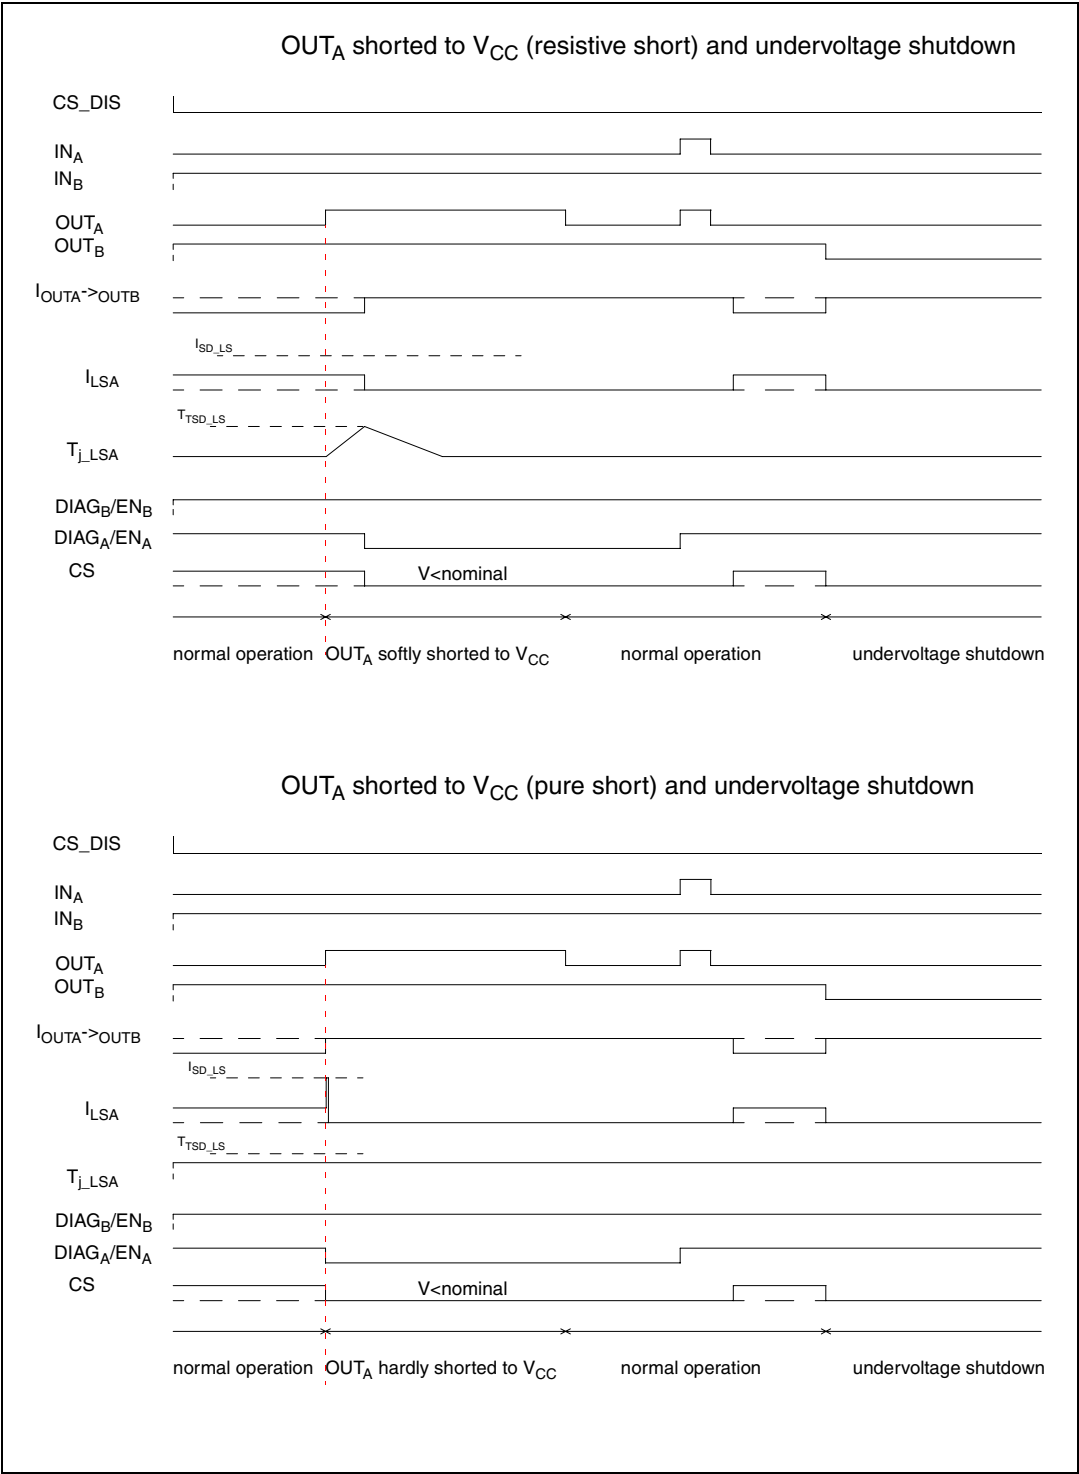 OUTA shorted to VCC (resistive short) and undervoltage shutdown
CS_DIS
INA
INB
OUTA
OUTB
IOUTA->OUTB
ISD_LS
ILSA
TTSD_LS
Tj_LSA
DIAGB/ENB
DIAGA/ENA
CS
V<nominal
normal operation OUTA softly shorted to VCC normal operation undervoltage shutdown
OUTA shorted to VCC (pure short) and undervoltage shutdown
CS_DIS
INA
INB
OUTA
OUTB
IOUTA->OUTB
ISD_LS
ILSA
TTSD_LS
Tj_LSA
DIAGB/ENB
DIAGA/ENA
CS V<nominal
normal operation OUTA hardly shorted to VCC normal operation undervoltage shutdown